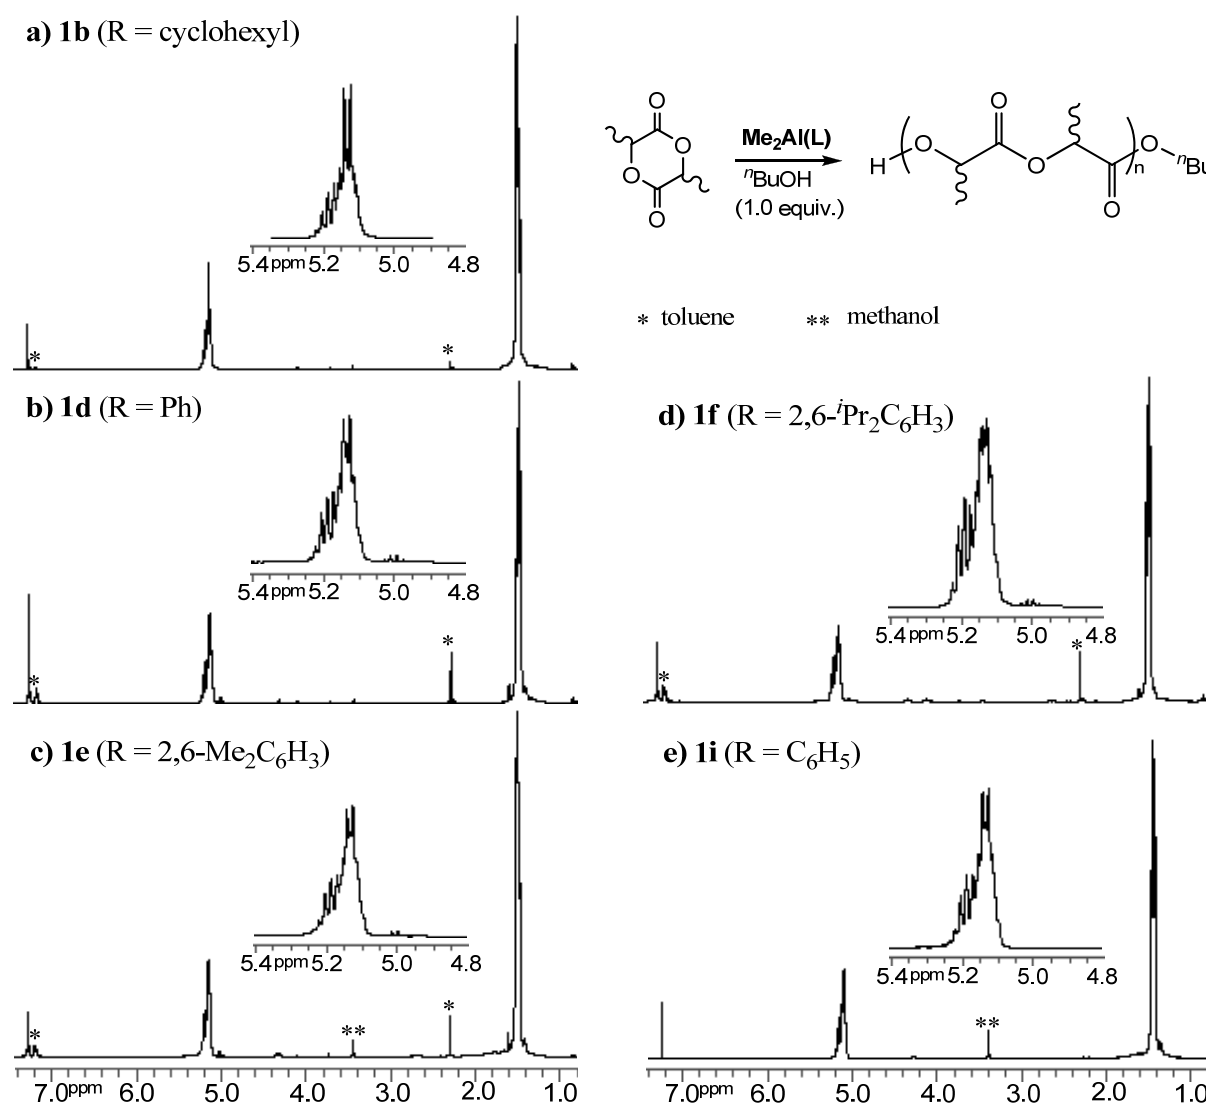 a) 1b (R = cyclohexyl)
5.4 ppm 5.2 5.0 4.8
*
*
O
O
O
O
Me₂Al(L)
ⁿBuOH
(1.0 equiv.)
H
O
O
O
O
n
O
ⁿBu
* toluene ** methanol
b) 1d (R = Ph)
5.4 ppm 5.2 5.0 4.8
*
*
d) 1f (R = 2,6-ⁱPr₂C₆H₃)
5.4 ppm 5.2 5.0 4.8
*
*
c) 1e (R = 2,6-Me₂C₆H₃)
5.4 ppm 5.2 5.0 4.8
*
**
*
7.0 ppm 6.0 5.0 4.0 3.0 2.0 1.0
e) 1i (R = C₆H₅)
5.4 ppm 5.2 5.0 4.8
**
7.0 ppm 6.0 5.0 4.0 3.0 2.0 1.0